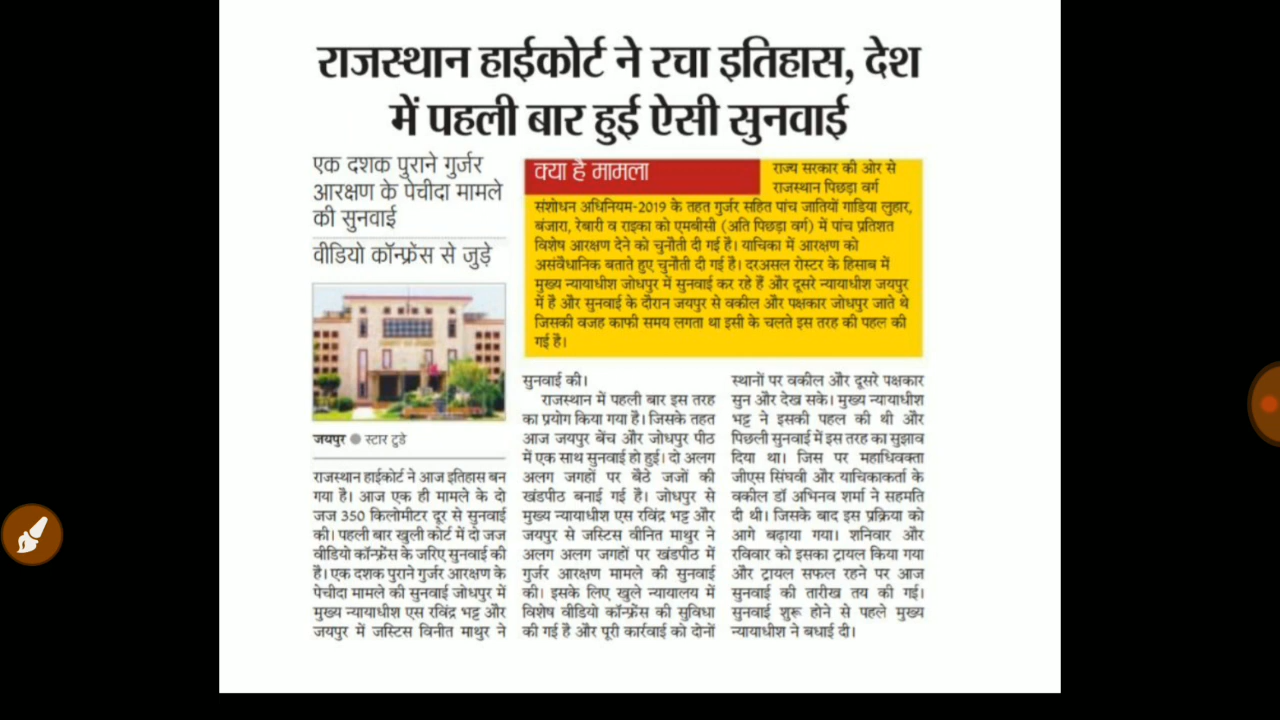 राजस्थान हाईकोर्ट ने रचा इतिहास, देश
में पहली बार हुई ऐसी सुनवाई
एक दशक पुराने गुर्जर
आरक्षण के पेचीदा मामले
की सुनवाई
वीडियो कॉन्फ्रेंस से जुड़े
क्या है मामला
राज्य सरकार की ओर से
राजस्थान पिछड़ा वर्ग
संशोधन अधिनियम-2019 के तहत गुर्जर सहित पांच जातियों गाडिया लुहार,
बंजारा, रेबारी व राइका को एमबीसी (अति पिछड़ा वर्ग) में पांच प्रतिशत
विशेष आरक्षण देने को चुनौती दी गई है। याचिका में आरक्षण को
असंवैधानिक बताते हुए चुनौती दी गई है। दरअसल रोस्टर के हिसाब में
मुख्य न्यायाधीश जोधपुर में सुनवाई कर रहे हैं और दूसरे न्यायाधीश जयपुर
में है और सुनवाई के दौरान जयपुर से वकील और पक्षकार जोधपुर जाते थे
जिसकी वजह काफी समय लगता था इसी के चलते इस तरह की पहल की
गई है।
जयपुर ● स्टार टुडे
राजस्थान हाईकोर्ट ने आज इतिहास बन
गया है। आज एक ही मामले के दो
जज 350 किलोमीटर दूर से सुनवाई
की। पहली बार खुली कोर्ट में दो जज
वीडियो कॉन्फ्रेंस के जरिए सुनवाई की
है। एक दशक पुराने गुर्जर आरक्षण के
पेचीदा मामले की सुनवाई जोधपुर में
मुख्य न्यायाधीश एस रविंद्र भट्ट और
जयपुर में जस्टिस विनीत माथुर ने
सुनवाई की।
राजस्थान में पहली बार इस तरह
का प्रयोग किया गया है। जिसके तहत
आज जयपुर बेंच और जोधपुर पीठ
में एक साथ सुनवाई हो हुई। दो अलग
अलग जगहों पर बैठे जजों की
खंडपीठ बनाई गई है। जोधपुर से
मुख्य न्यायाधीश एस रविंद्र भट्ट और
जयपुर से जस्टिस वीनित माथुर ने
अलग अलग जगहों पर खंडपीठ में
गुर्जर आरक्षण मामले की सुनवाई
की। इसके लिए खुले न्यायालय में
विशेष वीडियो कॉन्फ्रेंस की सुविधा
की गई है और पूरी कार्रवाई को दोनों
स्थानों पर वकील और दूसरे पक्षकार
सुन और देख सके। मुख्य न्यायाधीश
भट्ट ने इसकी पहल की थी और
पिछली सुनवाई में इस तरह का सुझाव
दिया था। जिस पर महाधिवक्ता
जीएस सिंघवी और याचिकाकर्ता के
वकील डॉ अभिनव शर्मा ने सहमति
दी थी। जिसके बाद इस प्रक्रिया को
आगे बढ़ाया गया। शनिवार और
रविवार को इसका ट्रायल किया गया
और ट्रायल सफल रहने पर आज
सुनवाई की तारीख तय की गई।
सुनवाई शुरू होने से पहले मुख्य
न्यायाधीश ने बधाई दी।